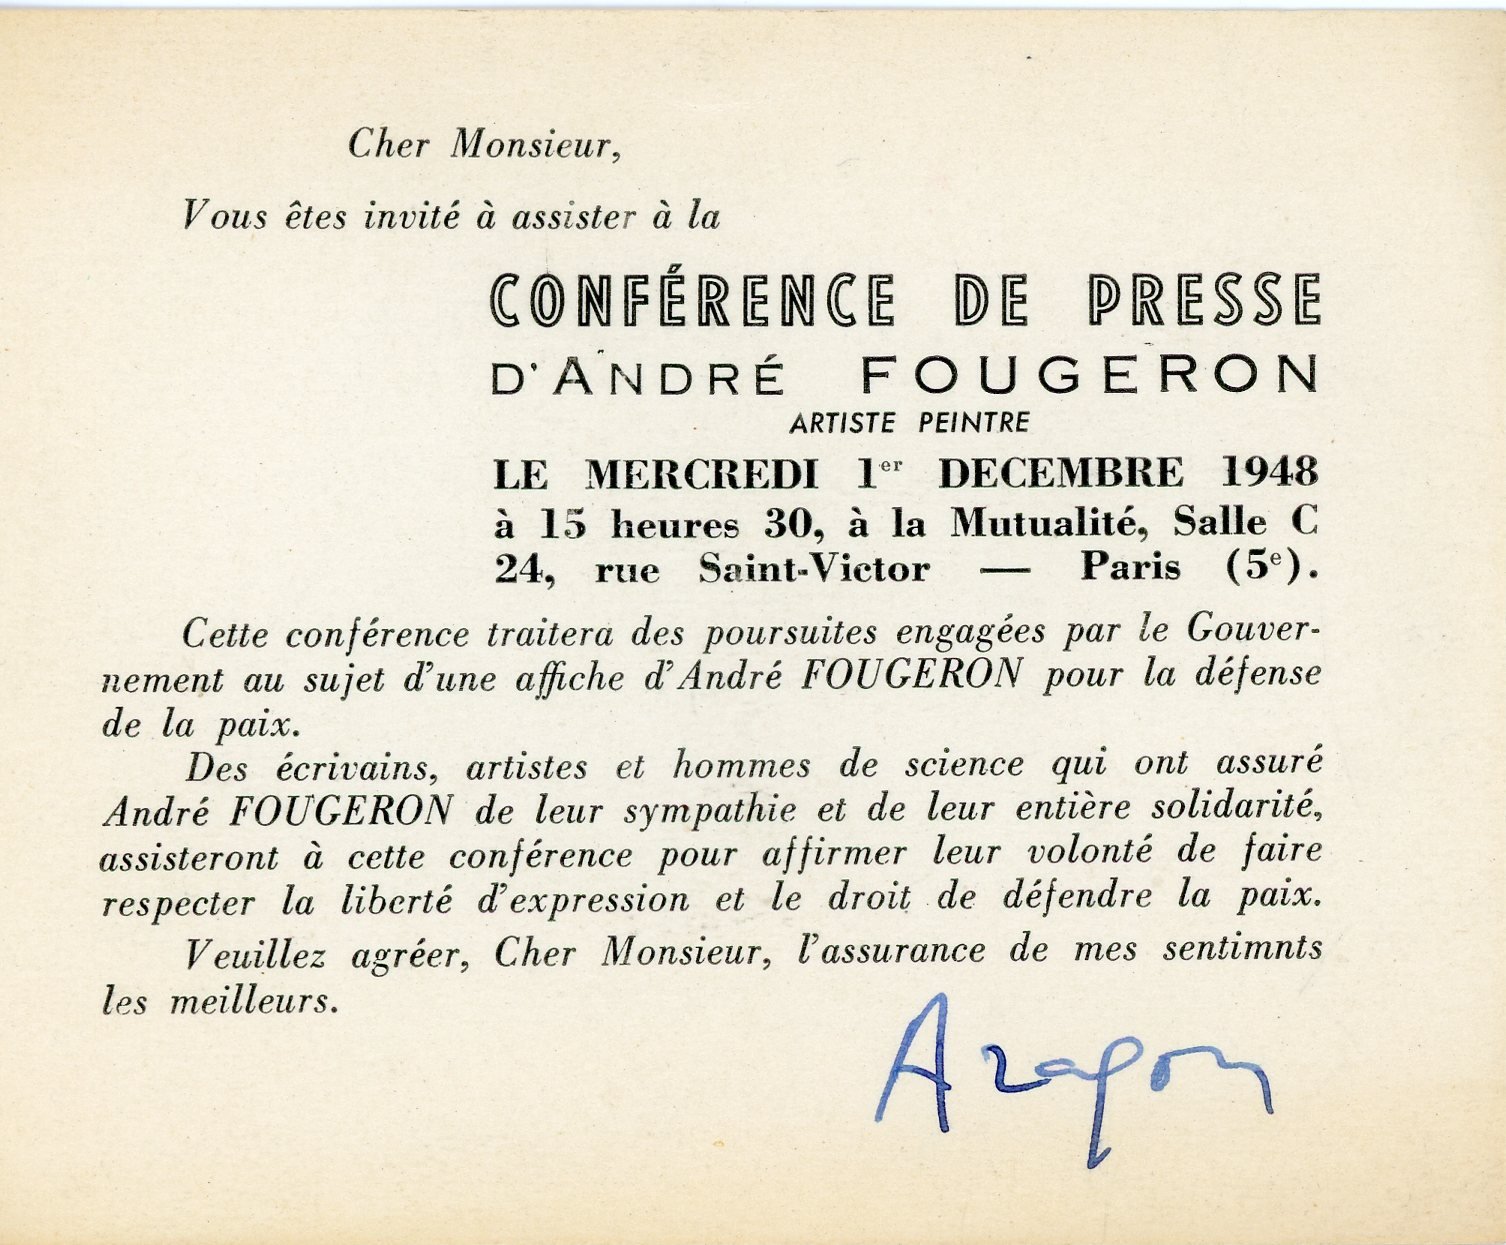 Cher Monsieur,
Vous êtes invité à assister à la
CONFÉRENCE DE PRESSE
D'ANDRÉ FOUGERON
ARTISTE PEINTRE
LE MERCREDI 1er DECEMBRE 1948
à 15 heures 30, à la Mutualité, Salle C
24, rue Saint-Victor — Paris (5e).
Cette conférence traitera des poursuites engagées par le Gouver-
nement au sujet d'une affiche d'André FOUGERON pour la défense
de la paix.
Des écrivains, artistes et hommes de science qui ont assuré
André FOUGERON de leur sympathie et de leur entière solidarité,
assisteront à cette conférence pour affirmer leur volonté de faire
respecter la liberté d'expression et le droit de défendre la paix.
Veuillez agréer, Cher Monsieur, l'assurance de mes sentimnts
les meilleurs.
Aragon